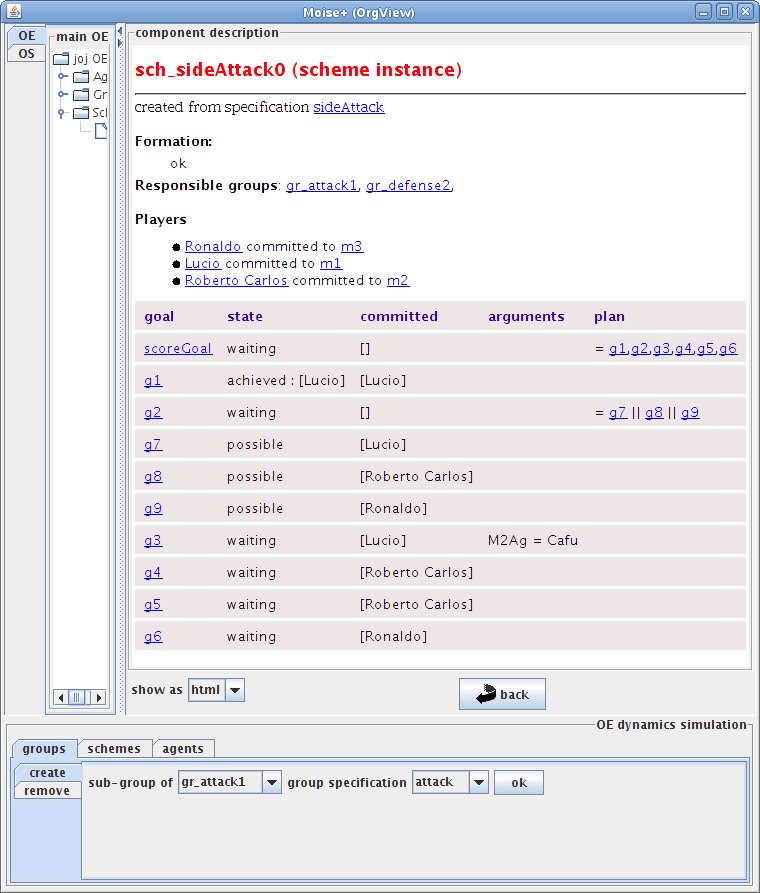 Moise+ (OrgView)
OE
OS
main OE
joj OE
Ag
Gr
Sch
component description
sch_sideAttack0 (scheme instance)
created from specification sideAttack
Formation:
ok
Responsible groups: gr_attack1, gr_defense2,
Players
Ronaldo committed to m3
Lucio committed to m1
Roberto Carlos committed to m2
goal state committed arguments plan
scoreGoal waiting [] = g1,g2,g3,g4,g5,g6
g1 achieved : [Lucio] [Lucio]
g2 waiting [] = g7 || g8 || g9
g7 possible [Lucio]
g8 possible [Roberto Carlos]
g9 possible [Ronaldo]
g3 waiting [Lucio] M2Ag = Cafu
g4 waiting [Roberto Carlos]
g5 waiting [Roberto Carlos]
g6 waiting [Ronaldo]
show as html back
OE dynamics simulation
groups schemes agents
create
remove
sub-group of gr_attack1 group specification attack ok